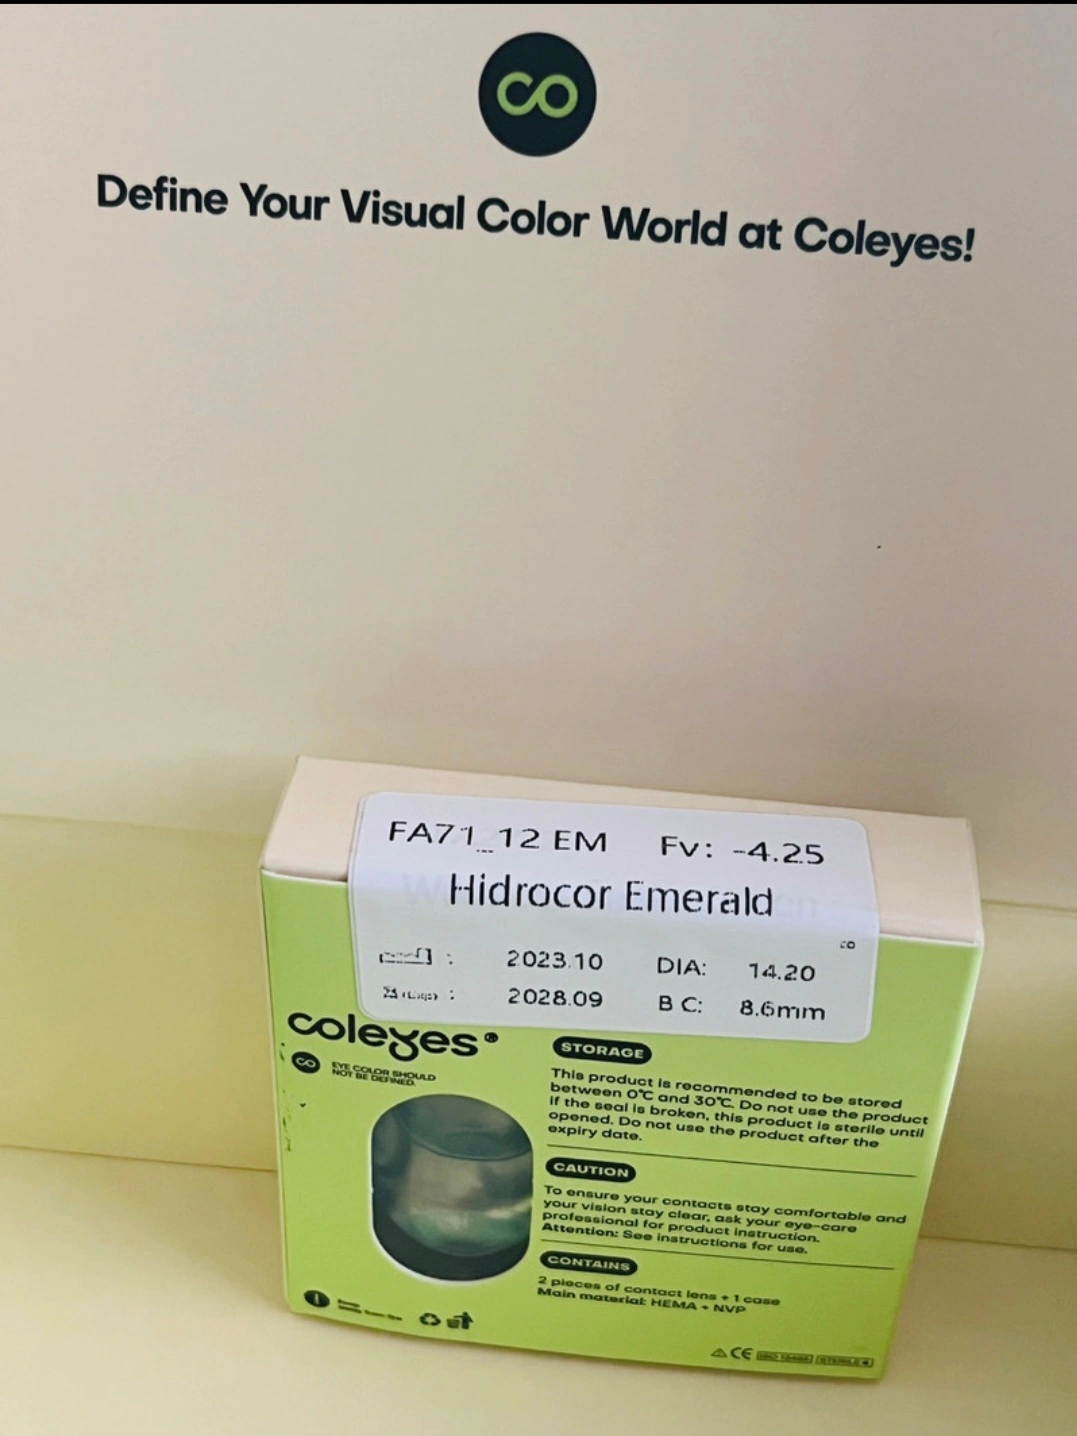 CO
Define Your Visual Color World at Coleyes!
FA71_12 EM Fv: -4.25
Hidrocor Emerald
: 2023.10 DIA: 14.20
: 2028.09 B C: 8.6mm
coleyes®
CO EYE COLOR SHOULD
NOT BE DEFINED.
STORAGE
This product is recommended to be stored
between 0°C and 30°C. Do not use the product
if the seal is broken, this product is sterile until
opened. Do not use the product after the
expiry date.
CAUTION
To ensure your contacts stay comfortable and
your vision stay clear, ask your eye-care
professional for product instruction.
Attention: See instructions for use.
CONTAINS
2 pieces of contact lens + 1 case
Main material: HEMA + NVP
CE
STERILE